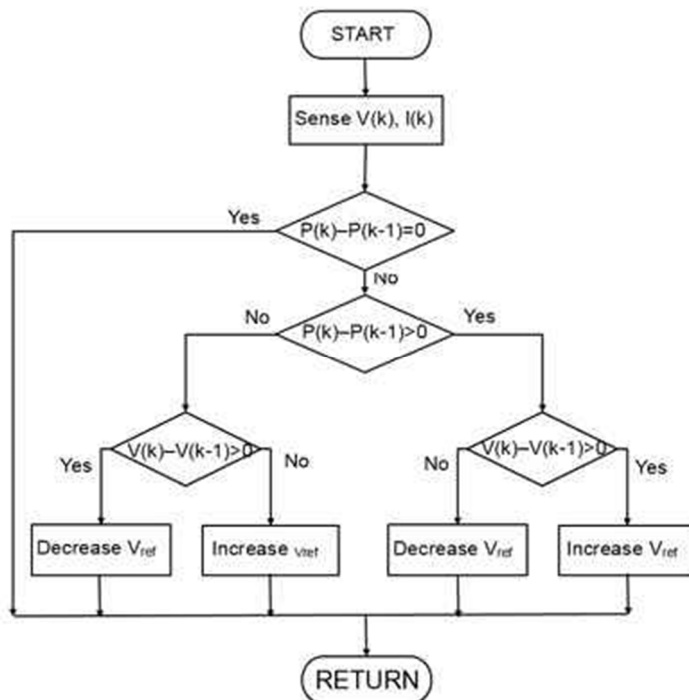 START
Sense V(k), I(k)
Yes
P(k)–P(k-1)=0
No
No
P(k)–P(k-1)>0
Yes
V(k)–V(k-1)>0
V(k)–V(k-1)>0
Yes
No
No
Yes
Decrease Vref
Increase Vref
Decrease Vref
Increase Vref
RETURN